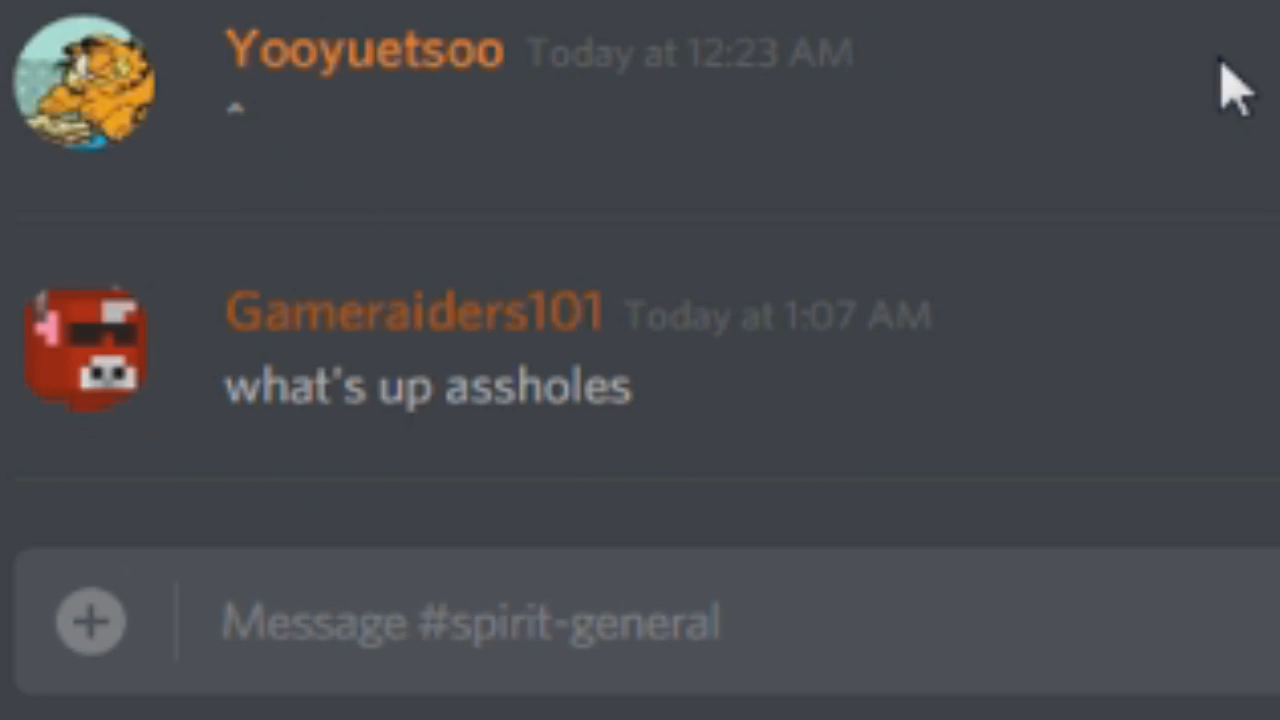 Yooyuetsoo Today at 12:23 AM
^
Gameraiders101 Today at 1:07 AM
what's up assholes
Message #spirit-general